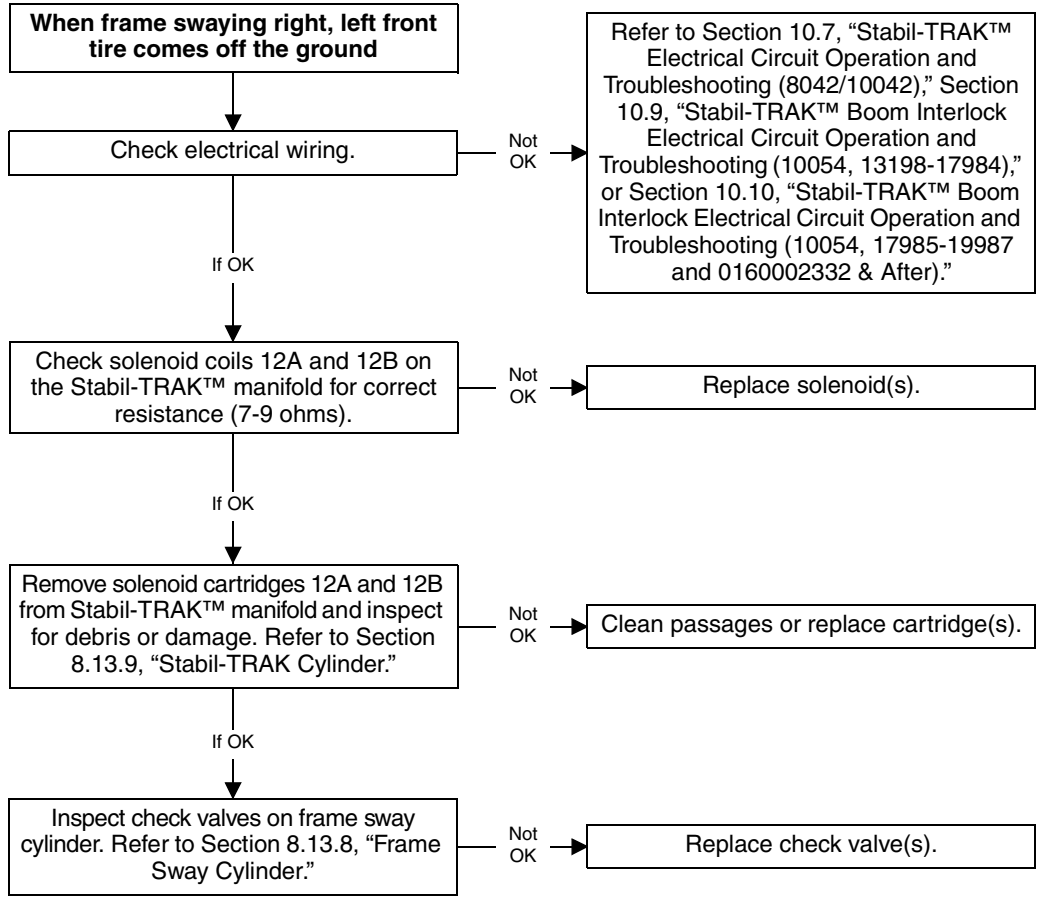 When frame swaying right, left front
tire comes off the ground
Check electrical wiring.
Not
OK
Refer to Section 10.7, “Stabil-TRAK™
Electrical Circuit Operation and
Troubleshooting (8042/10042),” Section
10.9, “Stabil-TRAK™ Boom Interlock
Electrical Circuit Operation and
Troubleshooting (10054, 13198-17984),”
or Section 10.10, “Stabil-TRAK™ Boom
Interlock Electrical Circuit Operation and
Troubleshooting (10054, 17985-19987
and 0160002332 & After).”
If OK
Check solenoid coils 12A and 12B on
the Stabil-TRAK™ manifold for correct
resistance (7-9 ohms).
Not
OK
Replace solenoid(s).
If OK
Remove solenoid cartridges 12A and 12B
from Stabil-TRAK™ manifold and inspect
for debris or damage. Refer to Section
8.13.9, “Stabil-TRAK Cylinder.”
Not
OK
Clean passages or replace cartridge(s).
If OK
Inspect check valves on frame sway
cylinder. Refer to Section 8.13.8, “Frame
Sway Cylinder.”
Not
OK
Replace check valve(s).